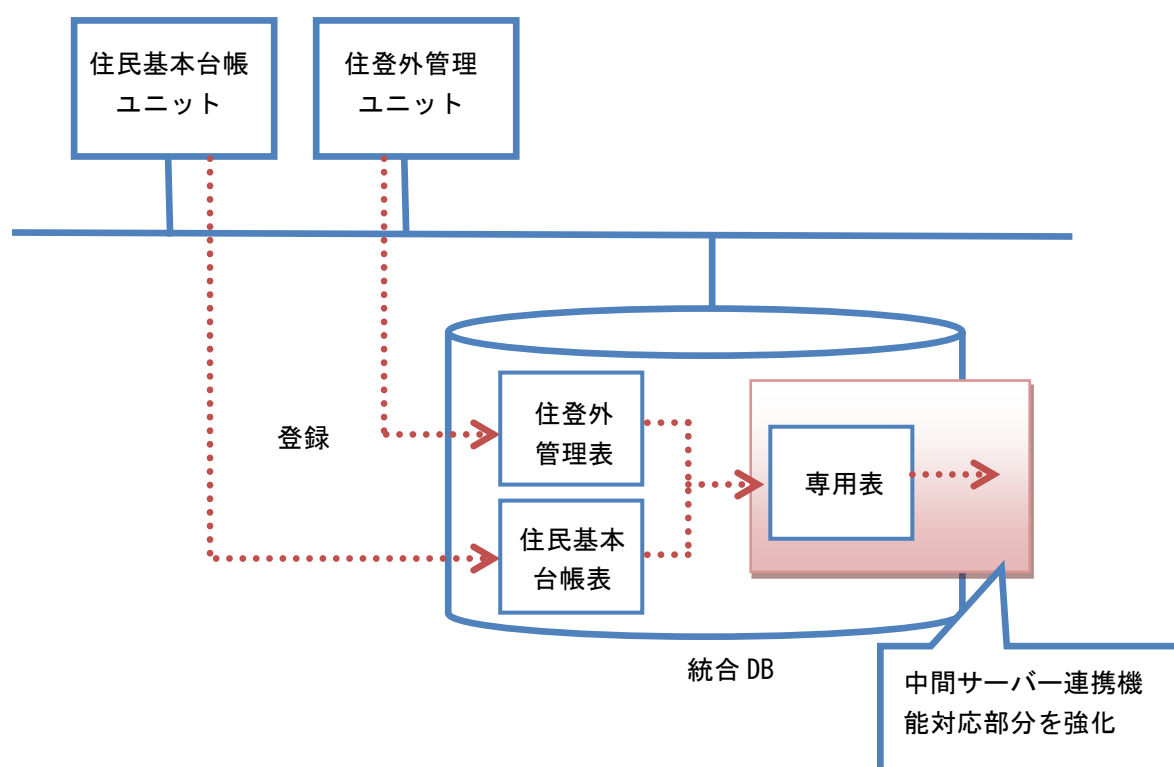 住民基本台帳
ユニット
住登外管理
ユニット
登録
住登外
管理表
専用表
住民基本
台帳表
統合 DB
中間サーバー連携機
能対応部分を強化